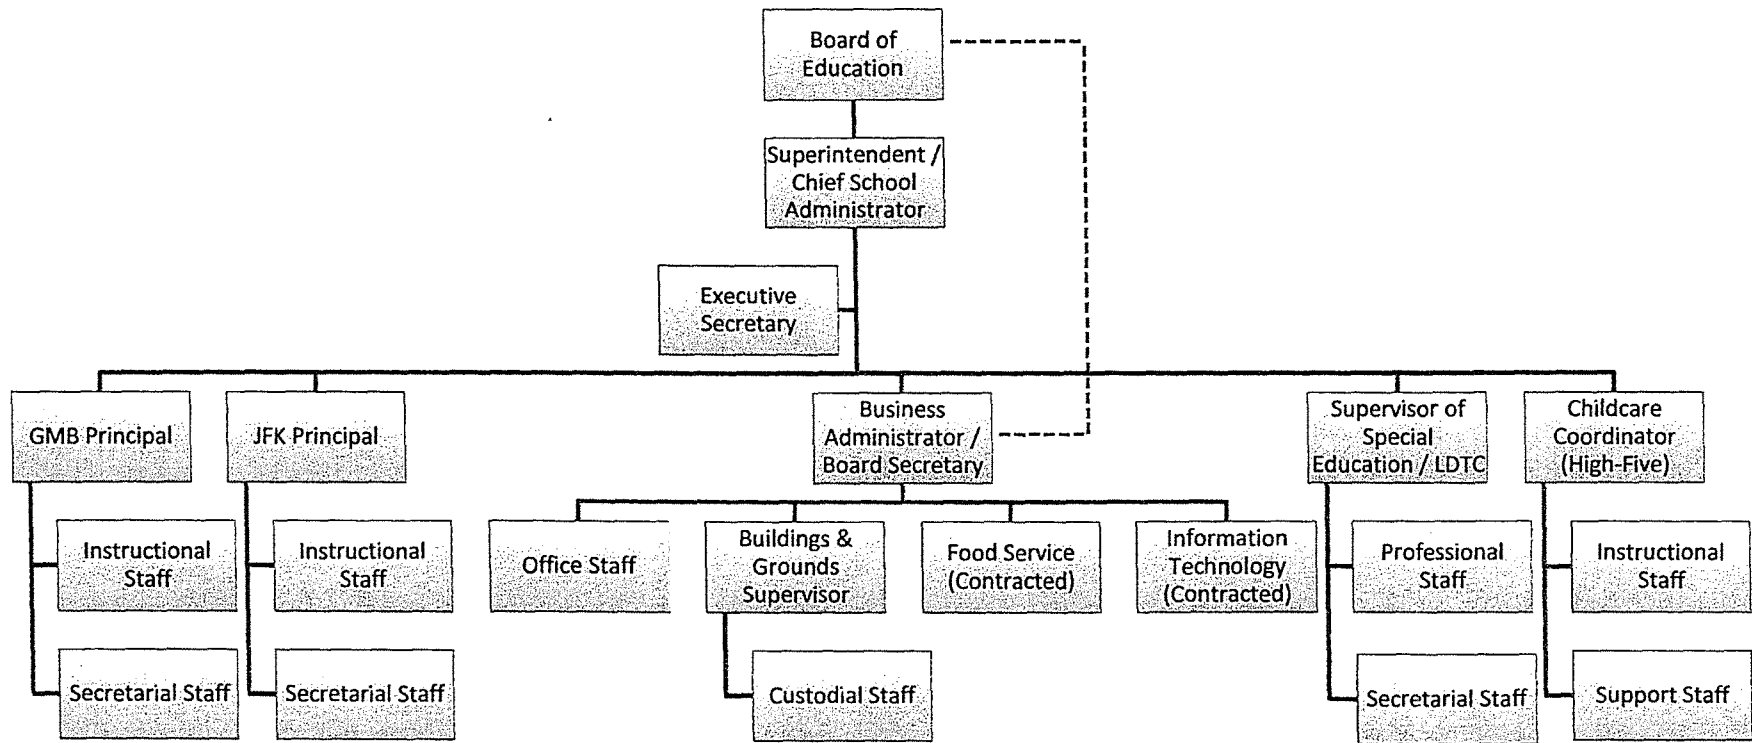 Board of
Education
Superintendent /
Chief School
Administrator
Executive
Secretary
GMB Principal
JFK Principal
Business
Administrator /
Board Secretary
Supervisor of
Special
Education / LDTC
Childcare
Coordinator
(High-Five)
Instructional
Staff
Instructional
Staff
Office Staff
Buildings &
Grounds
Supervisor
Food Service
(Contracted)
Information
Technology
(Contracted)
Professional
Staff
Instructional
Staff
Secretarial Staff
Secretarial Staff
Custodial Staff
Secretarial Staff
Support Staff